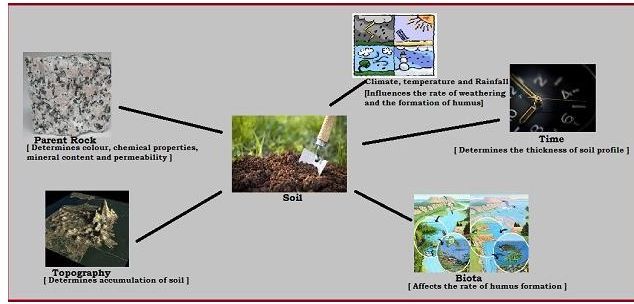 Climate, temperature and Rainfall
[Influences the rate of weathering
and the formation of humus]
Parent Rock
[ Determines colour, chemical properties,
mineral content and permeability ]
Time
[ Determines the thickness of soil profile ]
Soil
Topography
[ Determines accumulation of soil ]
Biota
[ Affects the rate of humus formation ]